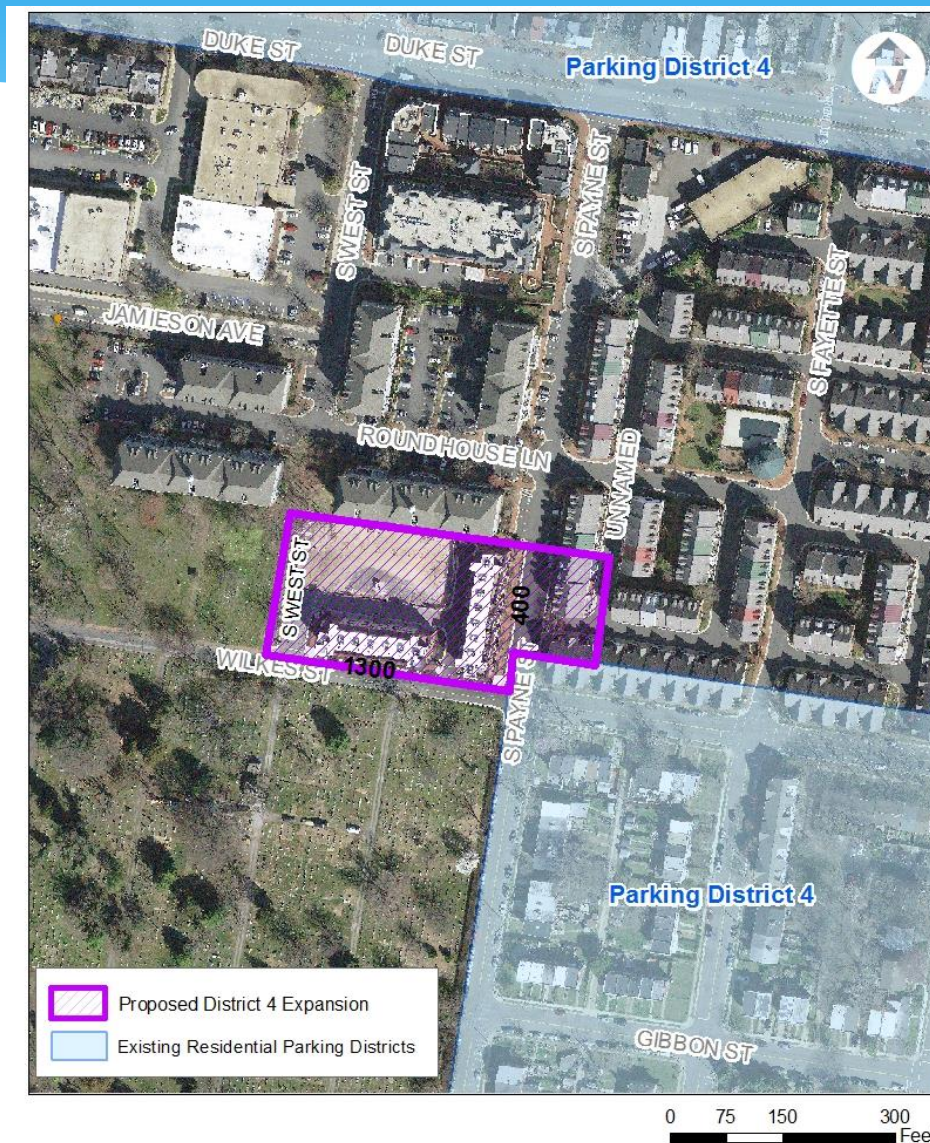 DUKE ST
DUKE ST
Parking District 4
N
S WEST ST
S PAYNE ST
S FAYETTE ST
JAMIESON AVE
ROUNDHOUSE LN
UNNAMED
S WEST ST
400
WILKES ST
1300
S PAYNE ST
Parking District 4
Proposed District 4 Expansion
Existing Residential Parking Districts
GIBBON ST
0 75 150 300
Fee